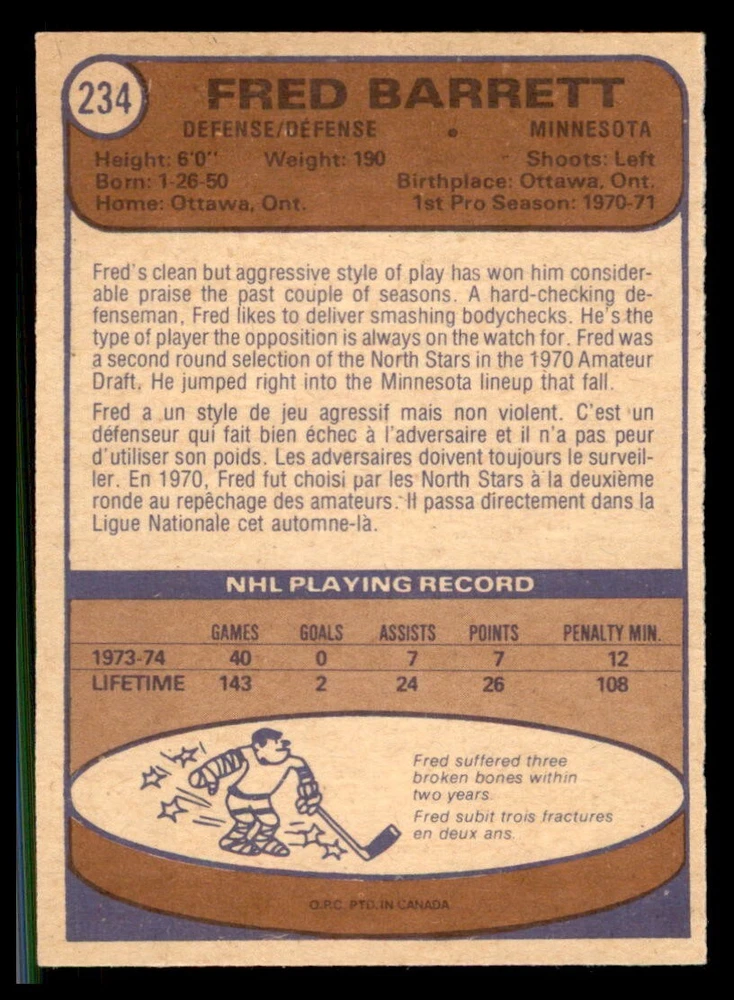 234
FRED BARRETT
DEFENSE/DÉFENSE • MINNESOTA
Height: 6'0" Weight: 190 Shoots: Left
Born: 1-26-50 Birthplace: Ottawa, Ont.
Home: Ottawa, Ont. 1st Pro Season: 1970-71
Fred's clean but aggressive style of play has won him consider-
able praise the past couple of seasons. A hard-checking de-
fenseman, Fred likes to deliver smashing bodychecks. He's the
type of player the opposition is always on the watch for. Fred was
a second round selection of the North Stars in the 1970 Amateur
Draft. He jumped right into the Minnesota lineup that fall.
Fred a un style de jeu agressif mais non violent. C'est un
défenseur qui fait bien échec à l'adversaire et il n'a pas peur
d'utiliser son poids. Les adversaires doivent toujours le surveil-
ler. En 1970, Fred fut choisi par les North Stars à la deuxième
ronde au repêchage des amateurs. Il passa directement dans la
Ligue Nationale cet automne-là.
NHL PLAYING RECORD
GAMES GOALS ASSISTS POINTS PENALTY MIN.
1973-74 40 0 7 7 12
LIFETIME 143 2 24 26 108
Fred suffered three
broken bones within
two years.
Fred subit trois fractures
en deux ans.
O.P.C. PTD. IN CANADA